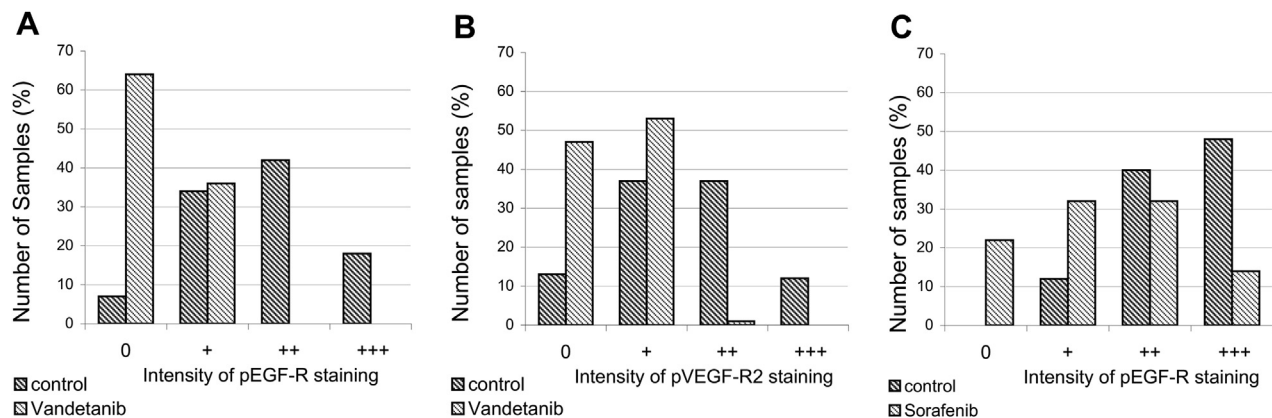 A
Number of Samples (%)
70
60
50
40
30
20
10
0
0 + ++ +++
Intensity of pEGF-R staining
control
Vandetanib
B
Number of Samples (%)
70
60
50
40
30
20
10
0
0 + ++ +++
Intensity of pVEGF-R2 staining
control
Vandetanib
C
Number of samples (%)
70
60
50
40
30
20
10
0
0 + ++ +++
Intensity of pEGF-R staining
control
Sorafenib